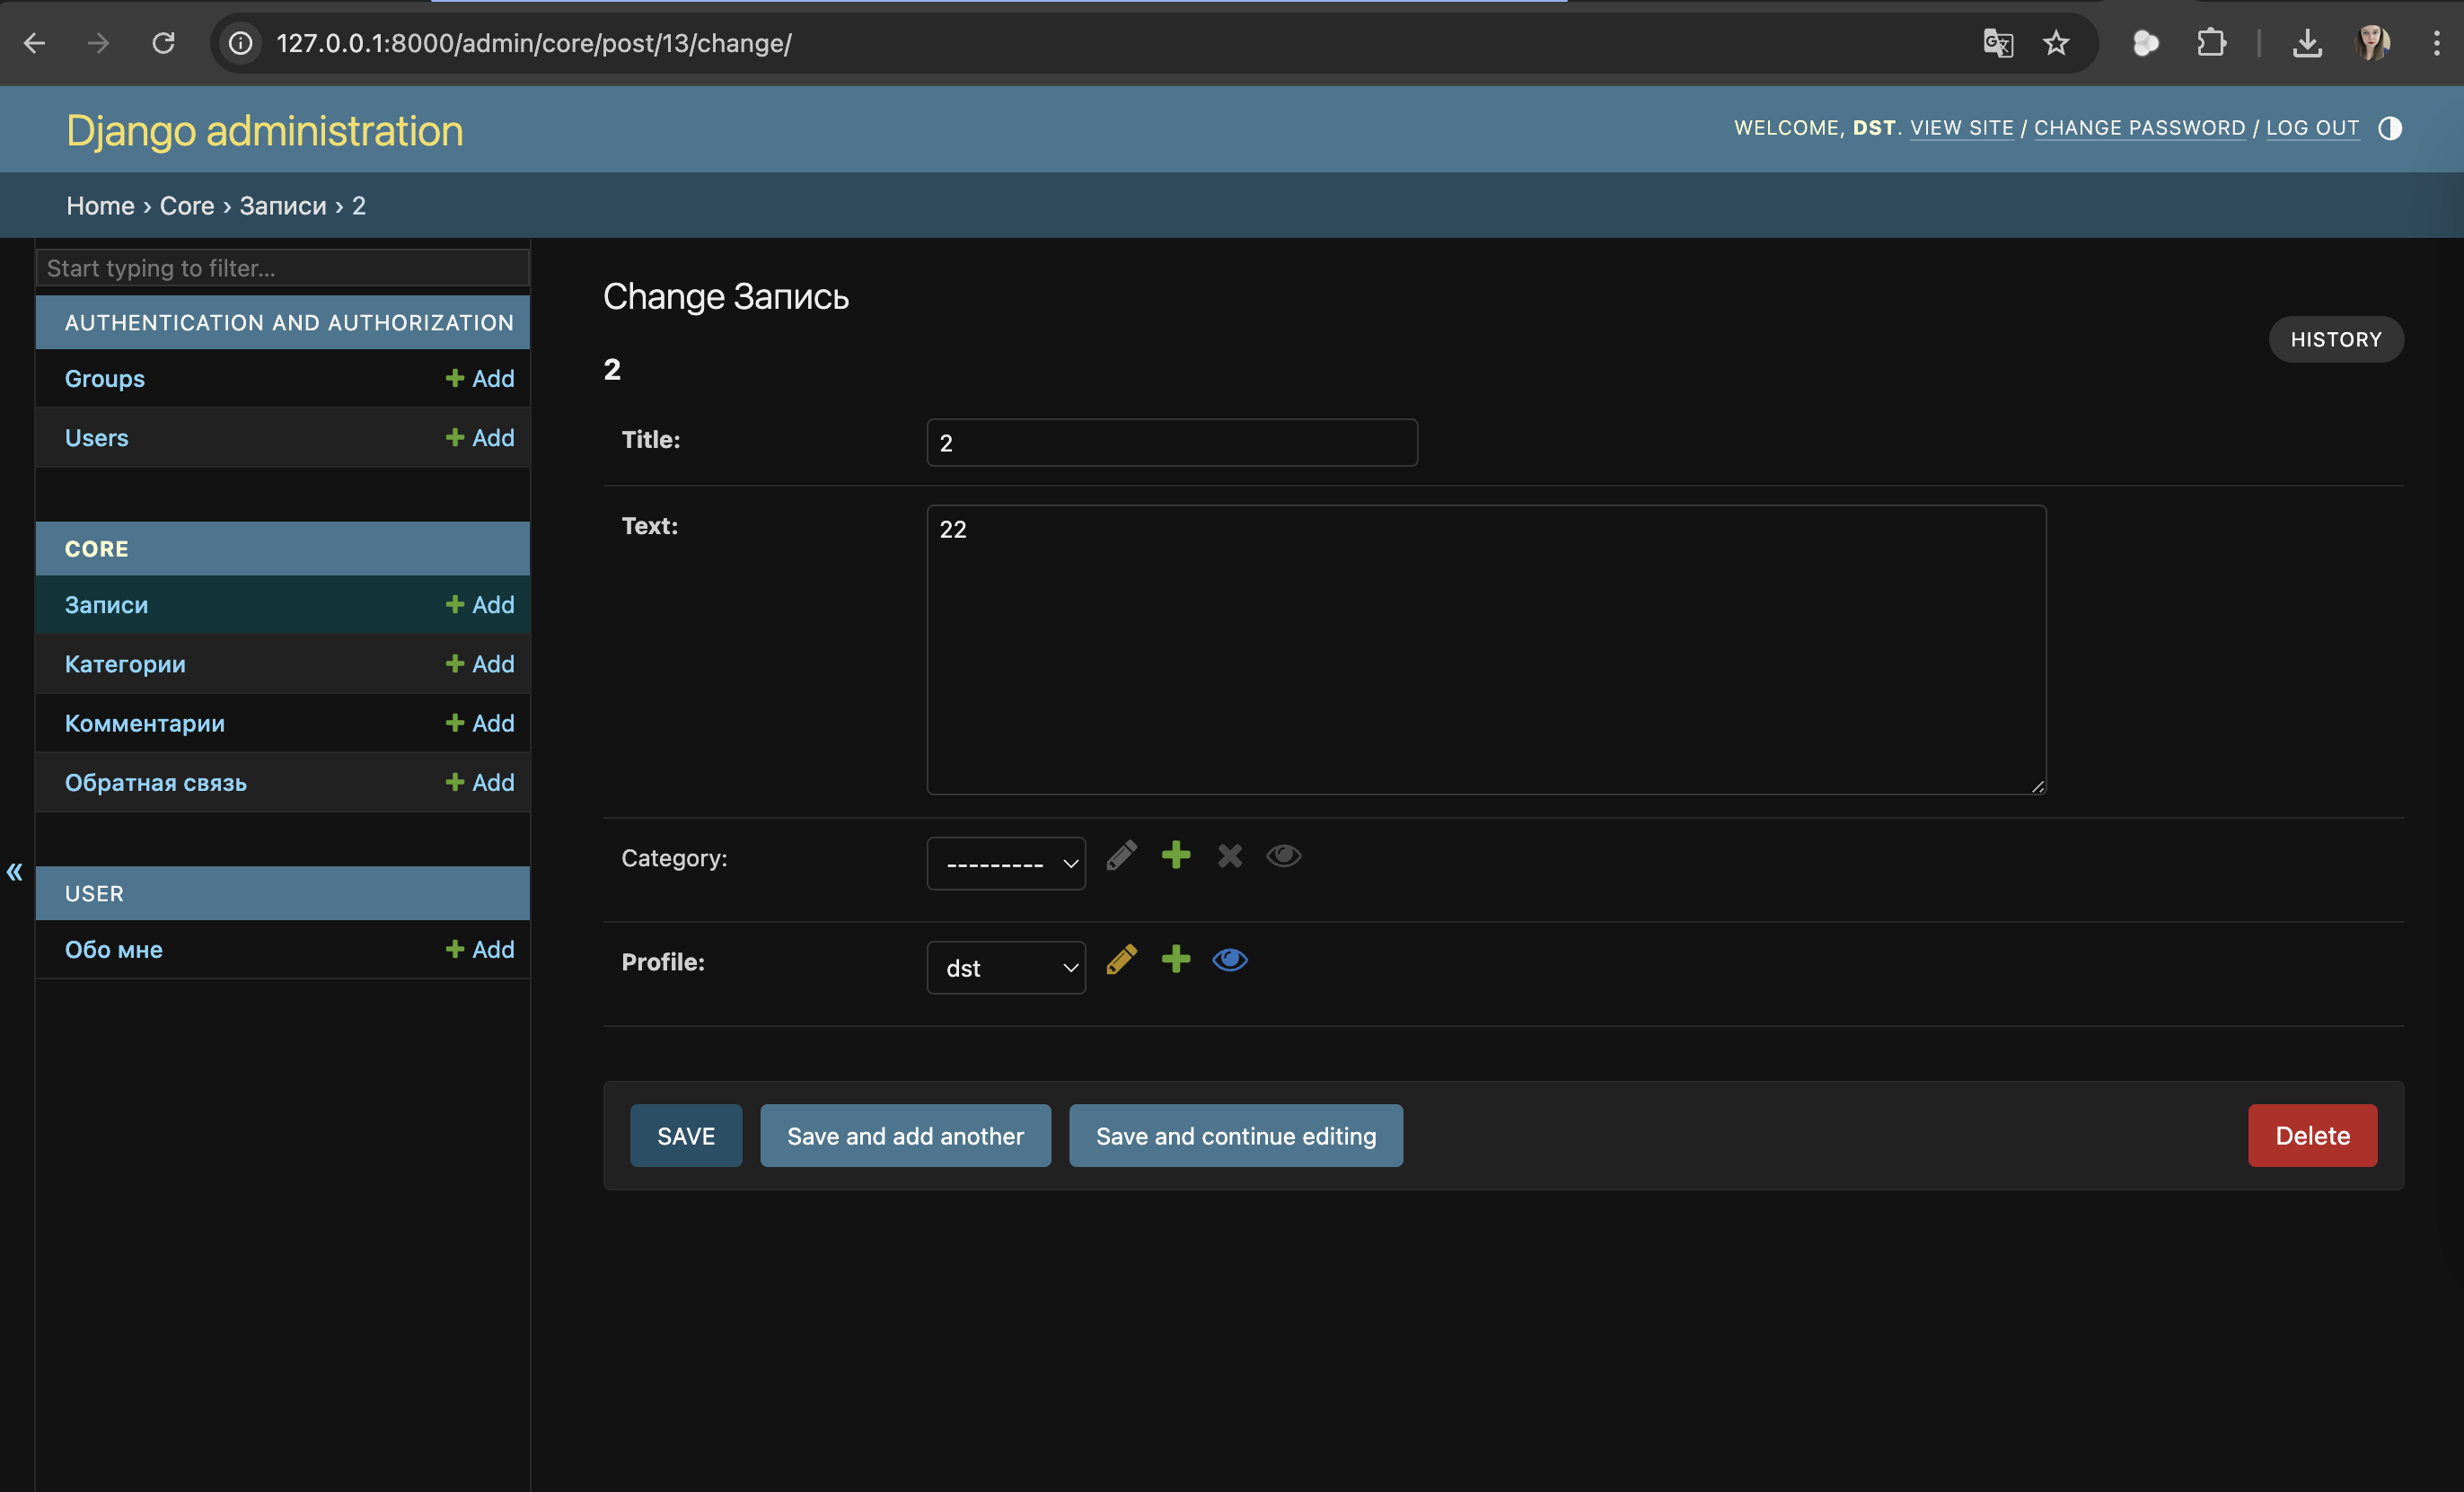 127.0.0.1:8000/admin/core/post/13/change/
Django administration
WELCOME, DST. VIEW SITE / CHANGE PASSWORD / LOG OUT
Home › Core › Записи › 2
Start typing to filter...
AUTHENTICATION AND AUTHORIZATION
Groups Add
Users Add
CORE
Записи Add
Категории Add
Комментарии Add
Обратная связь Add
«
USER
Обо мне Add
Change Запись
HISTORY
2
Title: 2
Text: 22
Category: ---------
Profile: dst
SAVE Save and add another Save and continue editing Delete